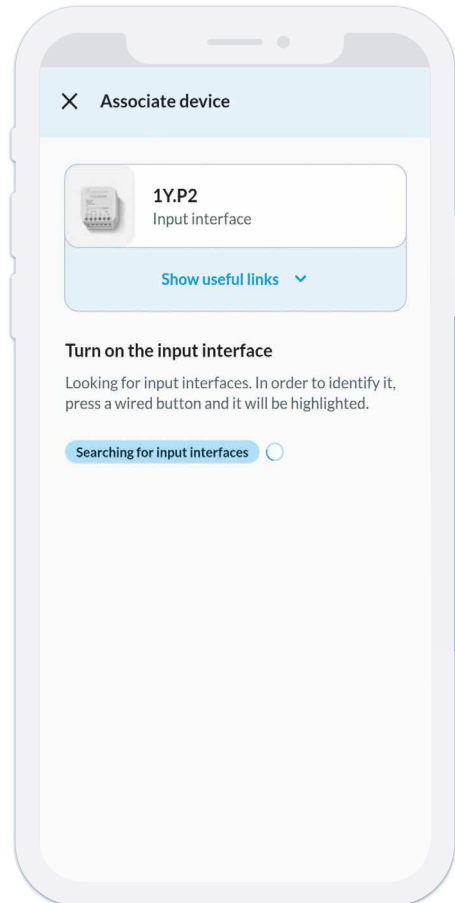 Associate device
1Y.P2
Input interface
Show useful links
Turn on the input interface
Looking for input interfaces. In order to identify it,
press a wired button and it will be highlighted.
Searching for input interfaces